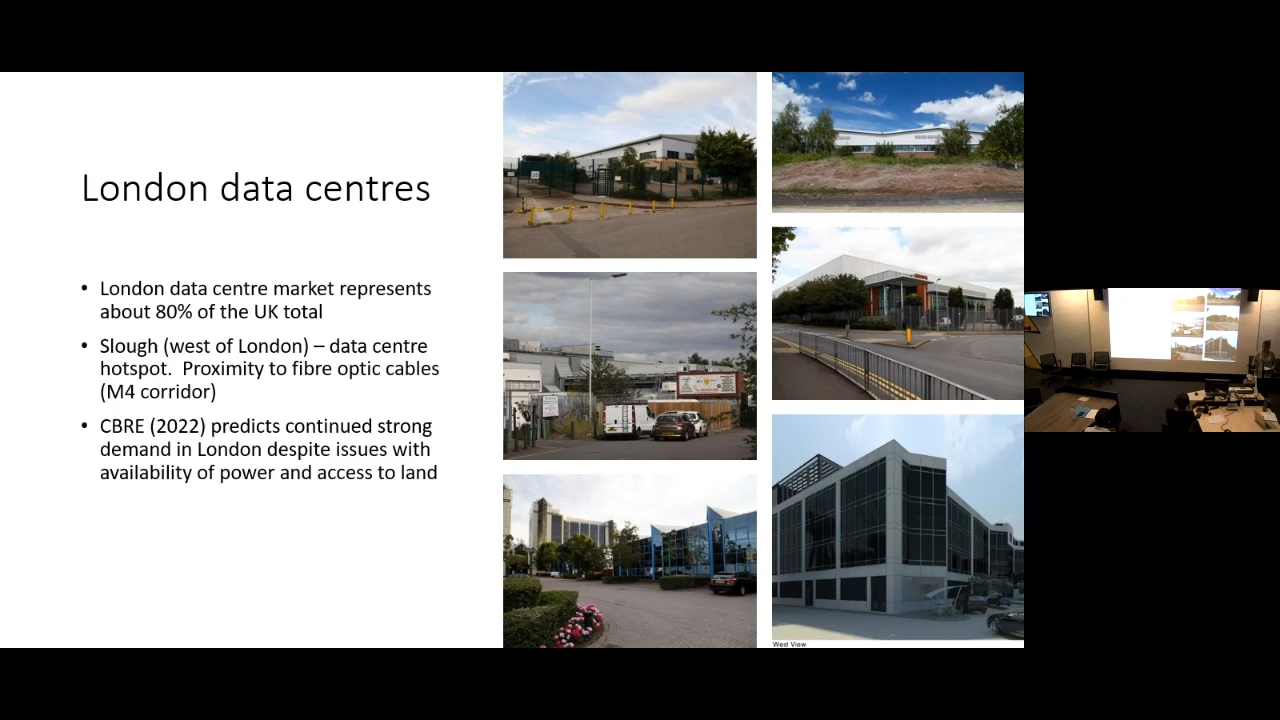 London data centres
• London data centre market represents
about 80% of the UK total
• Slough (west of London) – data centre
hotspot.  Proximity to fibre optic cables
(M4 corridor)
• CBRE (2022) predicts continued strong
demand in London despite issues with
availability of power and access to land
West View